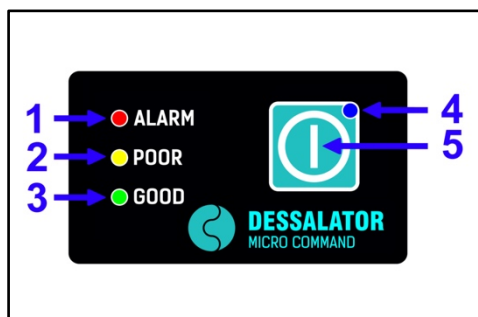 1 ALARM 4
2 POOR 5
3 GOOD
DESSALATOR
MICRO COMMAND